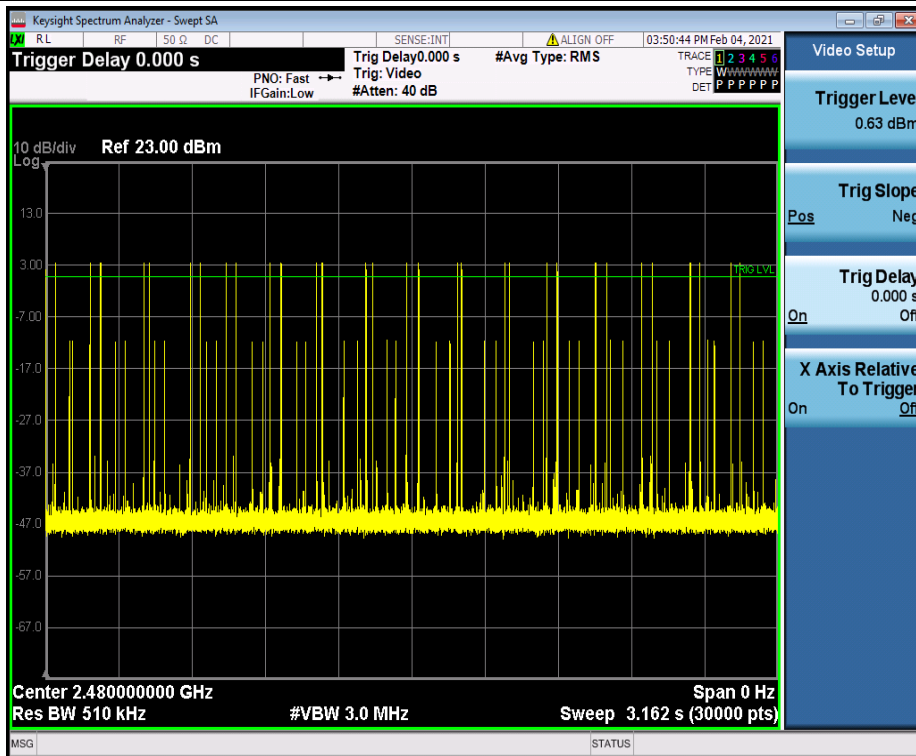 Keysight Spectrum Analyzer - Swept SA
LXI RL RF 50 Ω DC SENSE:INT ALIGN OFF 03:50:44 PM Feb 04, 2021
Trigger Delay 0.000 s
PNO: Fast
IFGain:Low
Trig Delay0.000 s
Trig: Video
#Atten: 40 dB
#Avg Type: RMS
TRACE 1 2 3 4 5 6
TYPE WWWWWW
DET P P P P P P
10 dB/div Ref 23.00 dBm
Log
13.0
3.00
TRIG LVL
-7.00
-17.0
-27.0
-37.0
-47.0
-57.0
-67.0
Center 2.480000000 GHz Span 0 Hz
Res BW 510 kHz #VBW 3.0 MHz Sweep 3.162 s (30000 pts)
MSG STATUS
Video Setup
Trigger Leve
0.63 dBm
Trig Slope
Pos Neg
Trig Delay
0.000 s
On Off
X Axis Relative
To Trigger
On Off